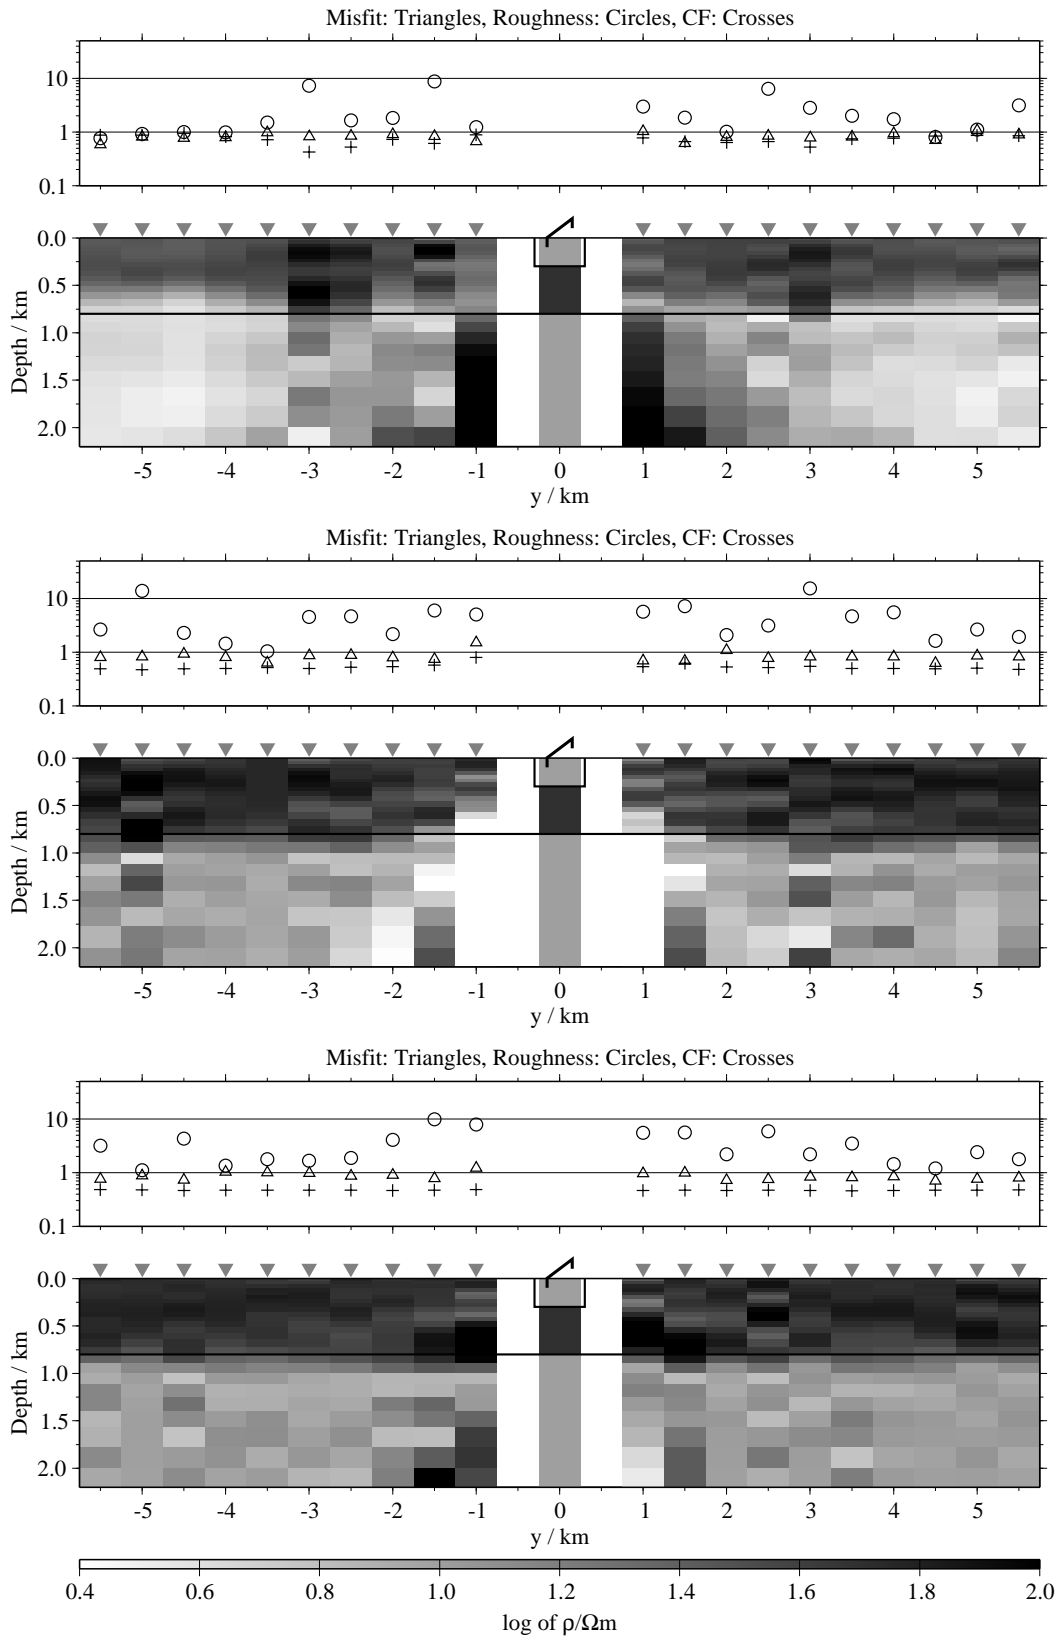 Misfit: Triangles, Roughness: Circles, CF: Crosses
10
1
0.1
0.0
0.5
1.0
1.5
2.0
Depth / km
-5 -4 -3 -2 -1 0 1 2 3 4 5
y / km
Misfit: Triangles, Roughness: Circles, CF: Crosses
10
1
0.1
0.0
0.5
1.0
1.5
2.0
Depth / km
-5 -4 -3 -2 -1 0 1 2 3 4 5
y / km
Misfit: Triangles, Roughness: Circles, CF: Crosses
10
1
0.1
0.0
0.5
1.0
1.5
2.0
Depth / km
-5 -4 -3 -2 -1 0 1 2 3 4 5
y / km
0.4 0.6 0.8 1.0 1.2 1.4 1.6 1.8 2.0
log of ρ/Ωm